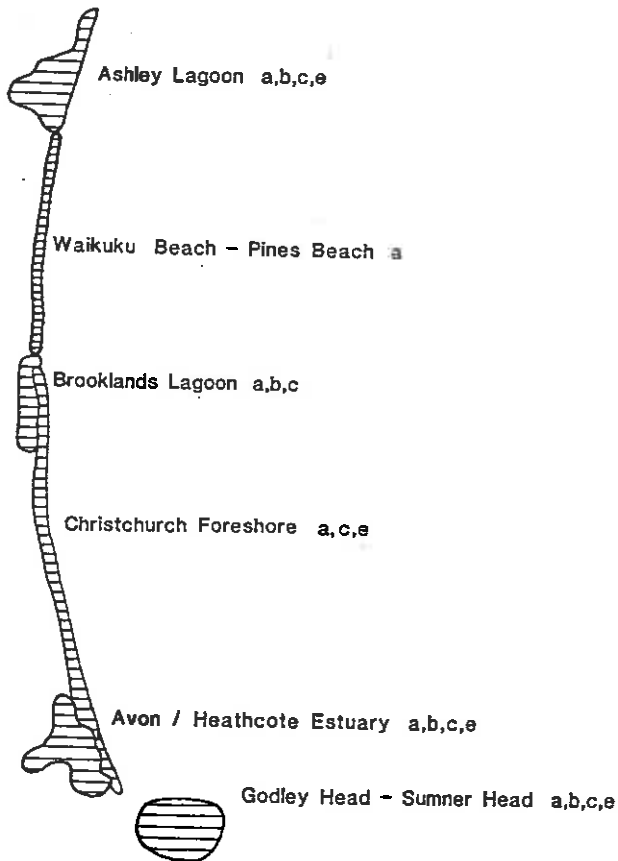 Ashley Lagoon a,b,c,e
Waikuku Beach – Pines Beach a
Brooklands Lagoon a,b,c
Christchurch Foreshore a,c,e
Avon / Heathcote Estuary a,b,c,e
Godley Head – Sumner Head a,b,c,e